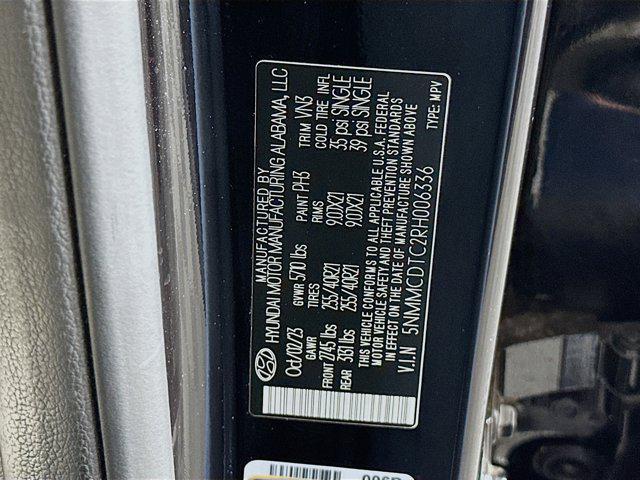 MANUFACTURED BY
HYUNDAI MOTOR MANUFACTURING ALABAMA, LLC
Oct/02/23 GVWR 5710 lbs PAINT PH3 TRIM VN3
GAWR TIRES RIMS COLD TIRE INFL
FRONT 2745 lbs 255/40R21 9.0JX21 35 psi SINGLE
REAR 3131 lbs 255/40R21 9.0JX21 39 psi SINGLE
THIS VEHICLE CONFORMS TO ALL APPLICABLE U.S.A. FEDERAL
MOTOR VEHICLE SAFETY AND THEFT PREVENTION STANDARDS
IN EFFECT ON THE DATE OF MANUFACTURE SHOWN ABOVE
V.I.N 5NMMCDTC2RH006336 TYPE: MPV